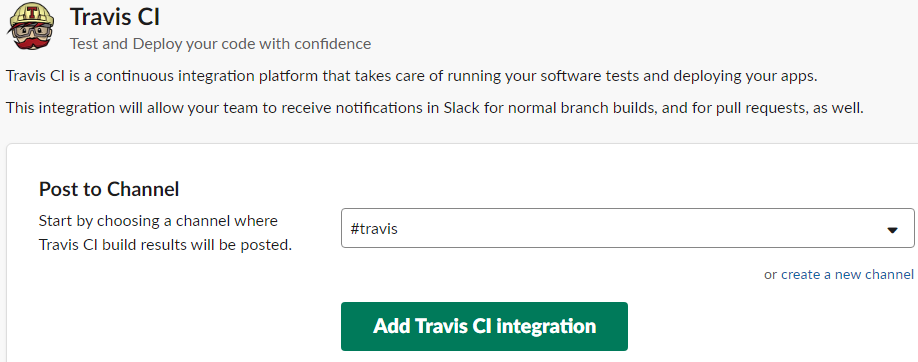 Travis CI
Test and Deploy your code with confidence
Travis CI is a continuous integration platform that takes care of running your software tests and deploying your apps.
This integration will allow your team to receive notifications in Slack for normal branch builds, and for pull requests, as well.
Post to Channel
Start by choosing a channel where
Travis CI build results will be posted.
#travis
or create a new channel
Add Travis CI integration